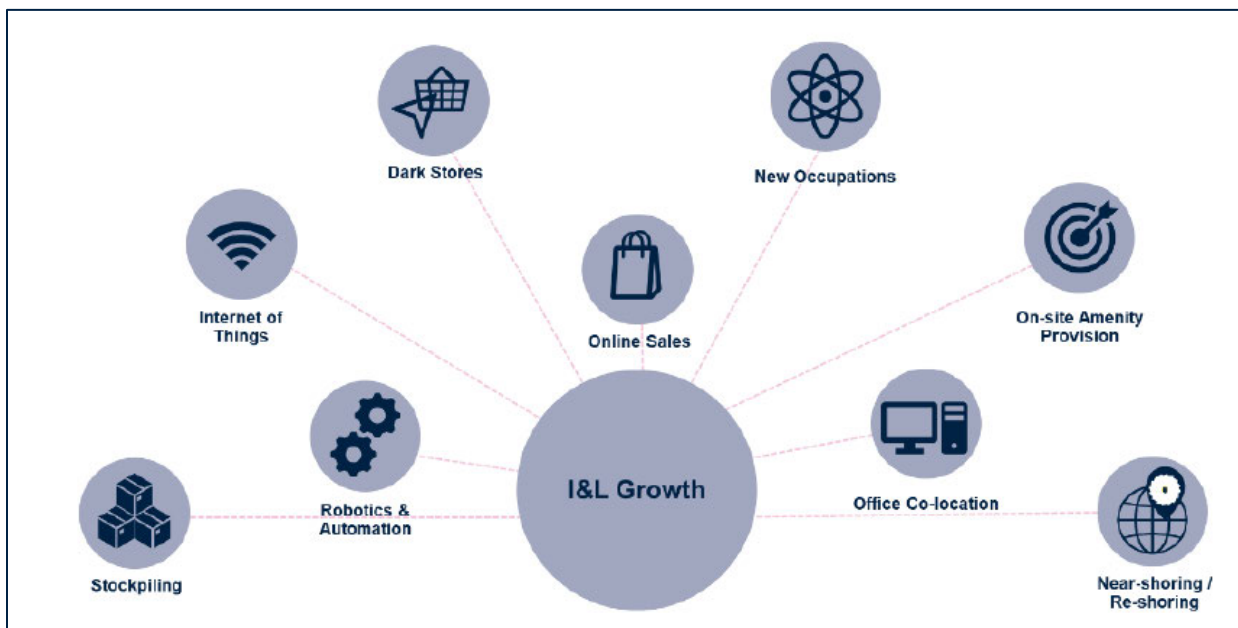 Dark Stores
New Occupations
Internet of
Things
Online Sales
On-site Amenity
Provision
Robotics &
Automation
I&L Growth
Office Co-location
Stockpiling
Near-shoring /
Re-shoring